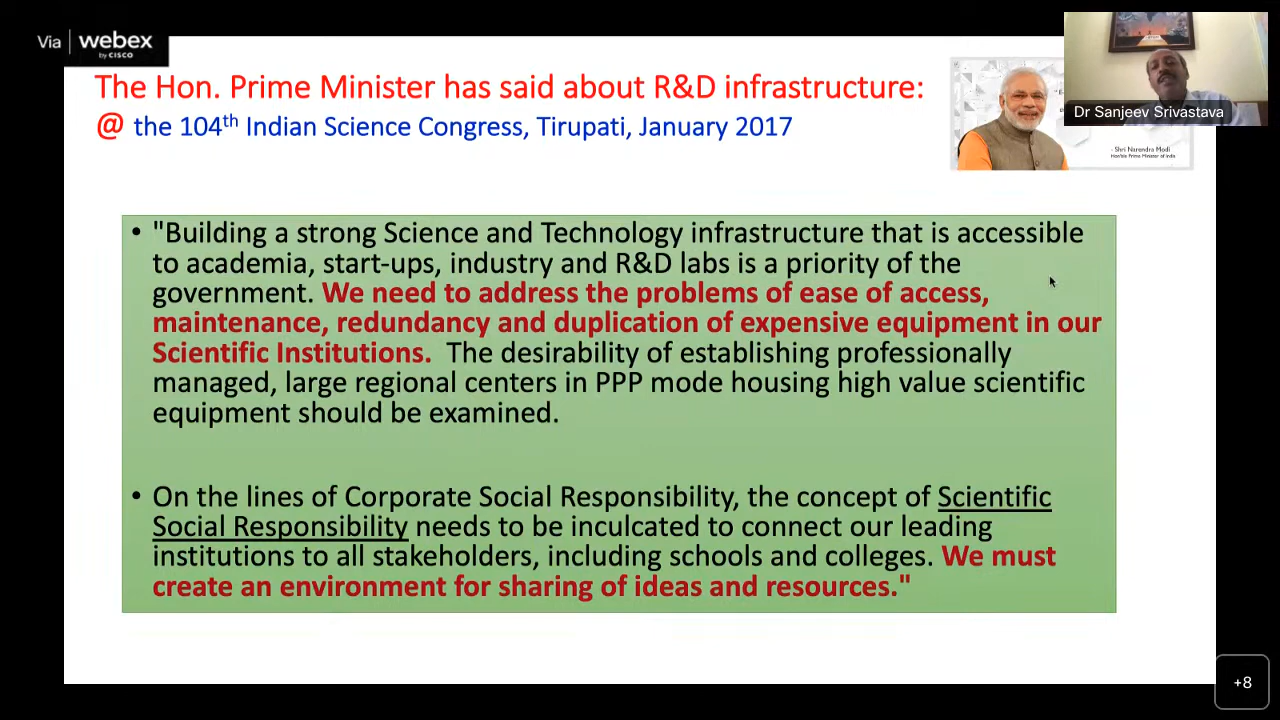 Via webex
by CISCO
The Hon. Prime Minister has said about R&D infrastructure:
@ the 104th Indian Science Congress, Tirupati, January 2017
- Shri Narendra Modi
Hon'ble Prime Minister of India
Dr Sanjeev Srivastava
• "Building a strong Science and Technology infrastructure that is accessible
to academia, start-ups, industry and R&D labs is a priority of the
government. We need to address the problems of ease of access,
maintenance, redundancy and duplication of expensive equipment in our
Scientific Institutions. The desirability of establishing professionally
managed, large regional centers in PPP mode housing high value scientific
equipment should be examined.
• On the lines of Corporate Social Responsibility, the concept of Scientific
Social Responsibility needs to be inculcated to connect our leading
institutions to all stakeholders, including schools and colleges. We must
create an environment for sharing of ideas and resources."
+8